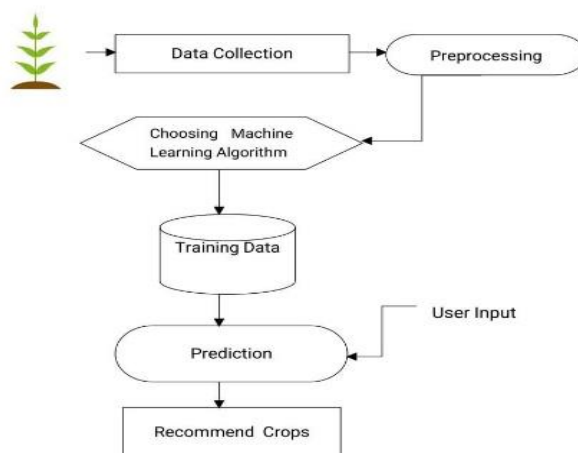 Data Collection
Preprocessing
Choosing Machine
Learning Algorithm
Training Data
User Input
Prediction
Recommend Crops